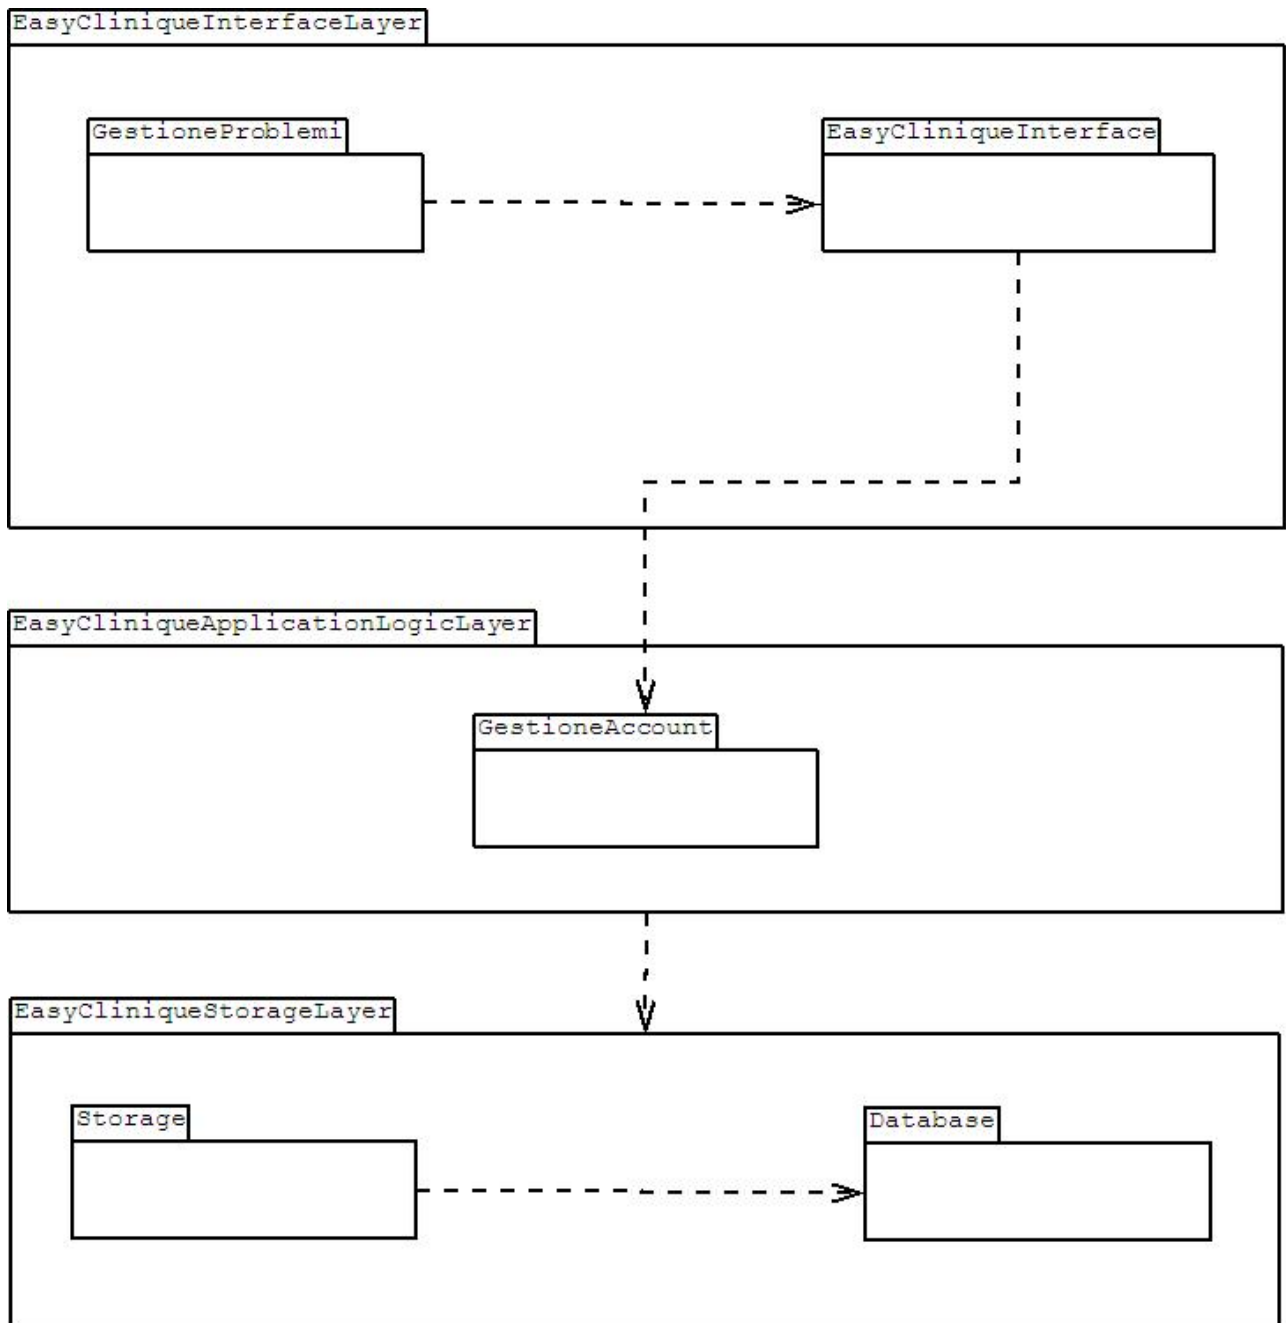 EasyCliniqueInterfaceLayer
GestioneProblemi
EasyCliniqueInterface
EasyCliniqueApplicationLogicLayer
GestioneAccount
EasyCliniqueStorageLayer
Storage
Database